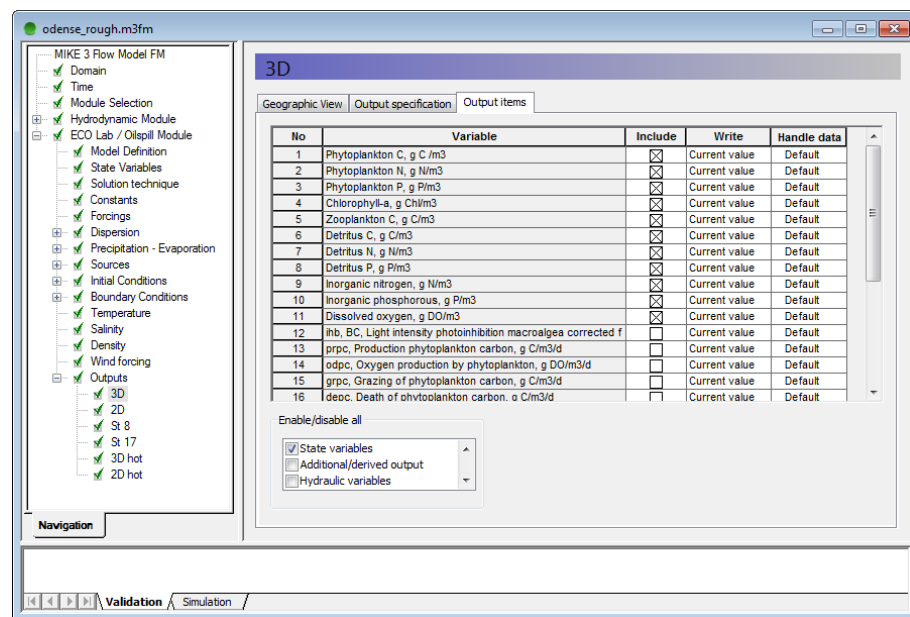 odense_rough.m3fm
MIKE 3 Flow Model FM
Domain
Time
Module Selection
Hydrodynamic Module
ECO Lab / Oilspill Module
Model Definition
State Variables
Solution technique
Constants
Forcings
Dispersion
Precipitation - Evaporation
Sources
Initial Conditions
Boundary Conditions
Temperature
Salinity
Density
Wind forcing
Outputs
3D
2D
St 8
St 17
3D hot
2D hot
Navigation
3D
Geographic View Output specification Output items
No Variable Include Write Handle data
1 Phytoplankton C, g C /m3 Current value Default
2 Phytoplankton N, g N/m3 Current value Default
3 Phytoplankton P, g P/m3 Current value Default
4 Chlorophyll-a, g Chl/m3 Current value Default
5 Zooplankton C, g C/m3 Current value Default
6 Detritus C, g C/m3 Current value Default
7 Detritus N, g N/m3 Current value Default
8 Detritus P, g P/m3 Current value Default
9 Inorganic nitrogen, g N/m3 Current value Default
10 Inorganic phosphorous, g P/m3 Current value Default
11 Dissolved oxygen, g DO/m3 Current value Default
12 ihb, BC, Light intensity photoinhibition macroalgea corrected f Current value Default
13 prpc, Production phytoplankton carbon, g C/m3/d Current value Default
14 odpc, Oxygen production by phytoplankton, g DO/m3/d Current value Default
15 grpc, Grazing of phytoplankton carbon, g C/m3/d Current value Default
16 depc, Death of phytoplankton carbon, g C/m3/d Current value Default
Enable/disable all
State variables
Additional/derived output
Hydraulic variables
Validation Simulation